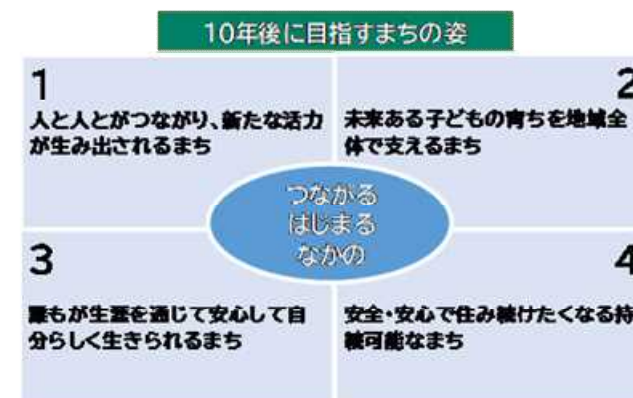 10年後に目指すまちの姿
1
人と人とがつながり、新たな活力
が生み出されるまち
2
未来ある子どもの育ちを地域全
体で支えるまち
つながる
はじまる
なかの
3
誰もが生涯を通じて安心して自
分らしく生きられるまち
4
安全・安心で住み続けたくなる持
続可能なまち